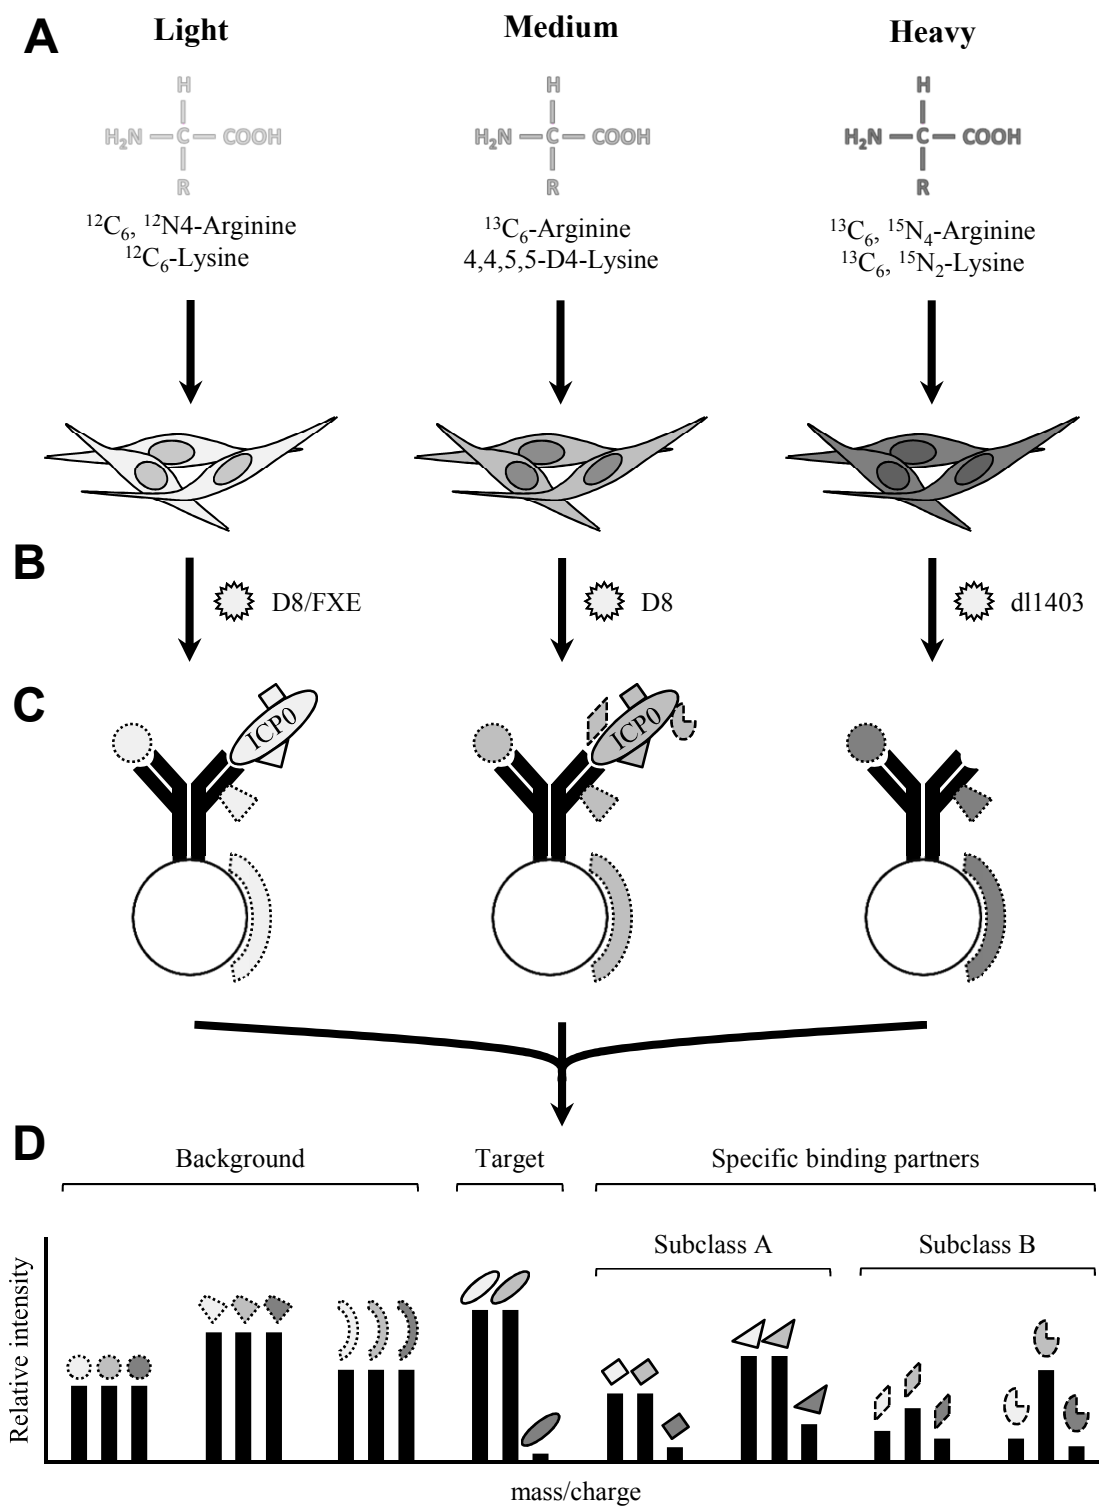 A
Light
Medium
Heavy
H
H
H
H₂N C COOH
H₂N C COOH
H₂N C COOH
R
R
R
¹²C₆, ¹²N4-Arginine
¹²C₆-Lysine
¹³C₆-Arginine
4,4,5,5-D4-Lysine
¹³C₆, ¹⁵N₄-Arginine
¹³C₆, ¹⁵N₂-Lysine
B
D8/FXE
D8
dl1403
C
ICP0
ICP0
D
Background
Target
Specific binding partners
Subclass A
Subclass B
Relative intensity
mass/charge